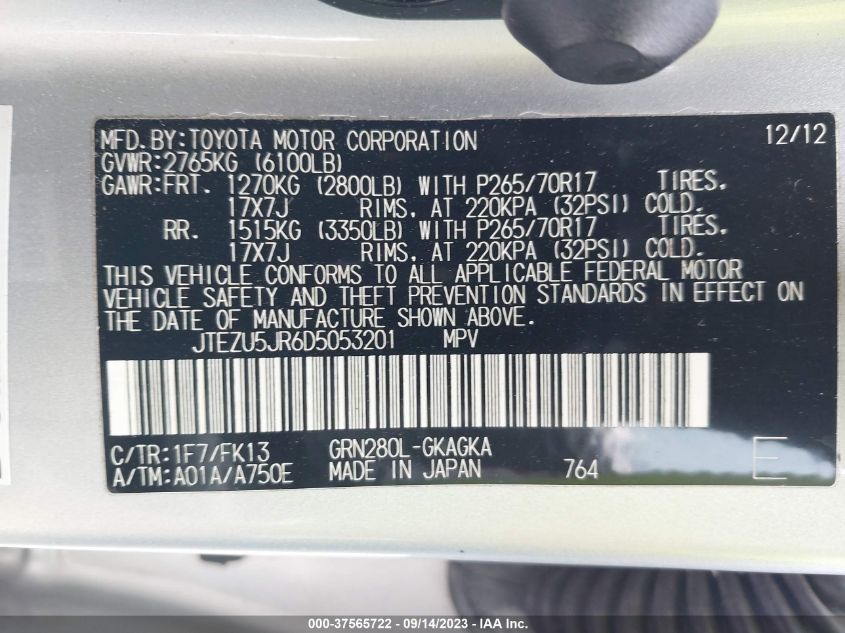 MFD. BY: TOYOTA MOTOR CORPORATION 12/12
GVWR: 2765KG (6100LB)
GAWR: FRT. 1270KG (2800LB) WITH P265/70R17 TIRES.
17X7J RIMS. AT 220KPA (32PSI) COLD.
RR. 1515KG (3350LB) WITH P265/70R17 TIRES.
17X7J RIMS. AT 220KPA (32PSI) COLD.
THIS VEHICLE CONFORMS TO ALL APPLICABLE FEDERAL MOTOR
VEHICLE SAFETY AND THEFT PREVENTION STANDARDS IN EFFECT ON
THE DATE OF MANUFACTURE SHOWN ABOVE.
JTEZU5JR6D5053201 MPV
C/TR: 1F7/FK13 GRN280L-GKAGKA
A/TM: A01A/A750E MADE IN JAPAN 764 E
000-37565722 - 09/14/2023 - IAA Inc.